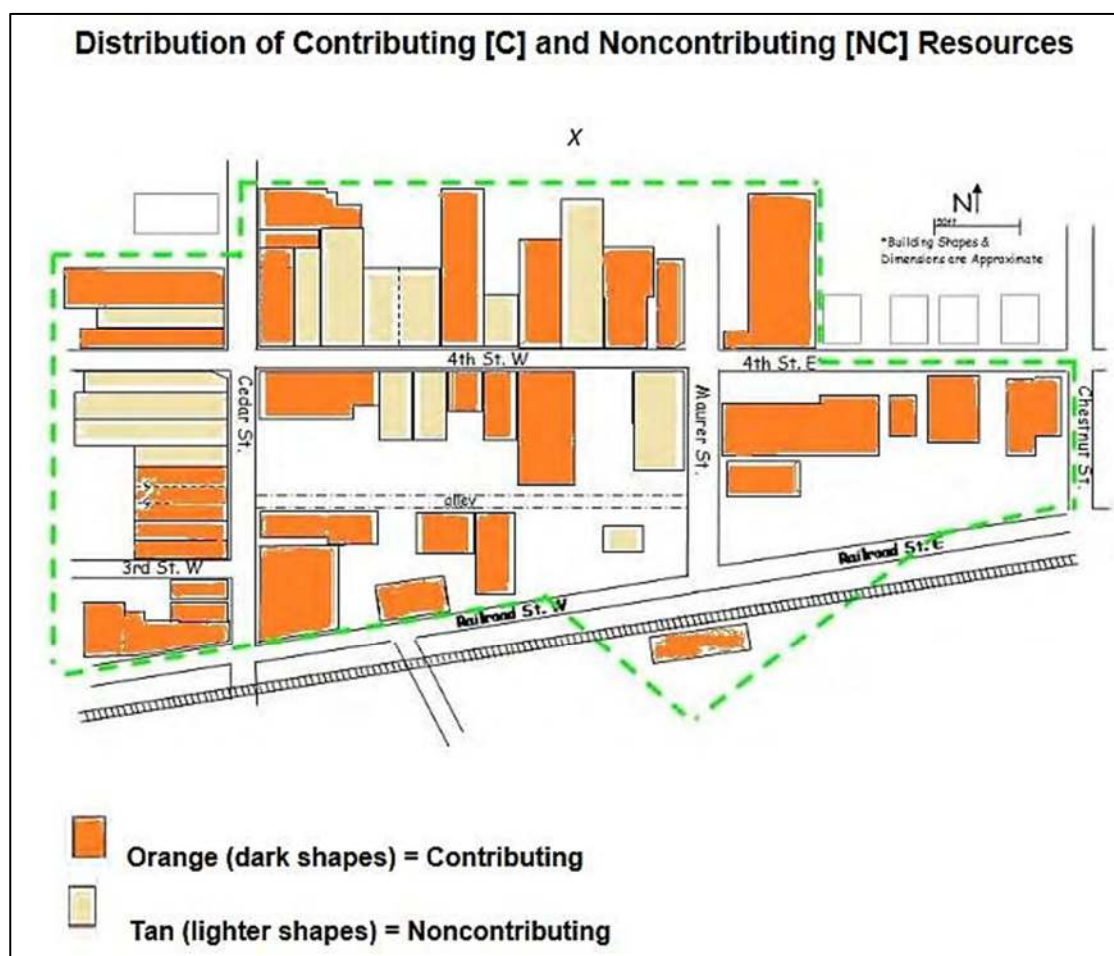 Distribution of Contributing [C] and Noncontributing [NC] Resources
X
N
*Building Shapes &
Dimensions are Approximate
4th St. W
4th St. E
Cedar St.
Maurer St.
Chestnut St.
alley
3rd St. W
Railroad St. E
Railroad St. W
Orange (dark shapes) = Contributing
Tan (lighter shapes) = Noncontributing